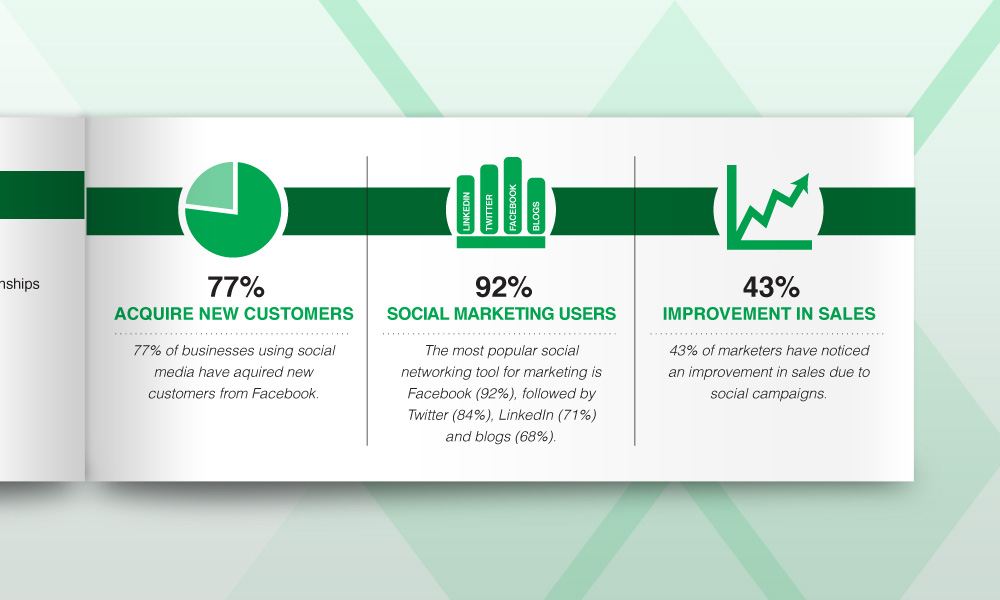 nships
LINKEDIN
TWITTER
FACEBOOK
BLOGS
77%
ACQUIRE NEW CUSTOMERS
77% of businesses using social
media have aquired new
customers from Facebook.
92%
SOCIAL MARKETING USERS
The most popular social
networking tool for marketing is
Facebook (92%), followed by
Twitter (84%), LinkedIn (71%)
and blogs (68%).
43%
IMPROVEMENT IN SALES
43% of marketers have noticed
an improvement in sales due to
social campaigns.